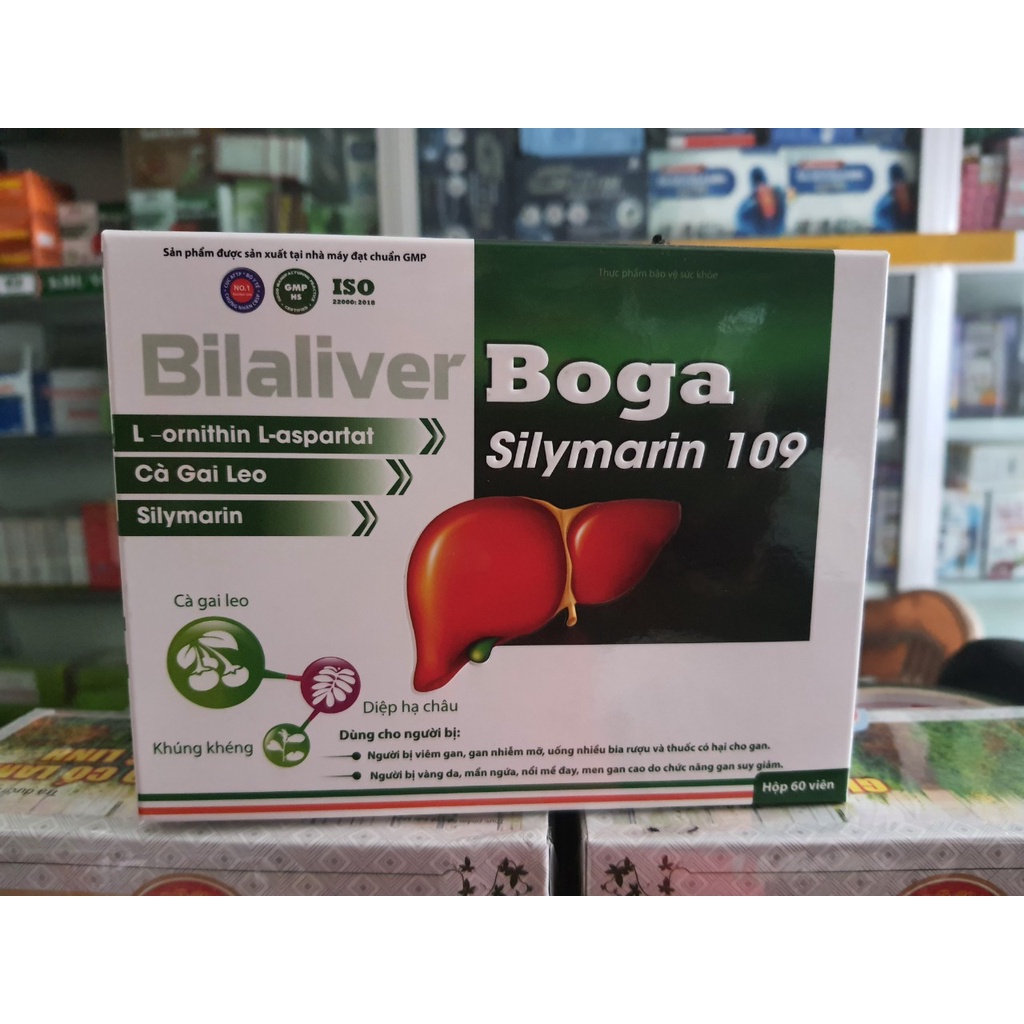 Sản phẩm được sản xuất tại nhà máy đạt chuẩn GMP
Thực phẩm bảo vệ sức khỏe
NO.1
GMP
HS
ISO
22000:2018
Bilaliver Boga
Silymarin 109
L -ornithin L-aspartat
Cà Gai Leo
Silymarin
Cà gai leo
Diệp hạ châu
Khúng khéng
Dùng cho người bị:
Người bị viêm gan, gan nhiễm mỡ, uống nhiều bia rượu và thuốc có hại cho gan.
Người bị vàng da, mẩn ngứa, nổi mề đay, men gan cao do chức năng gan suy giảm.
Hộp 60 viên